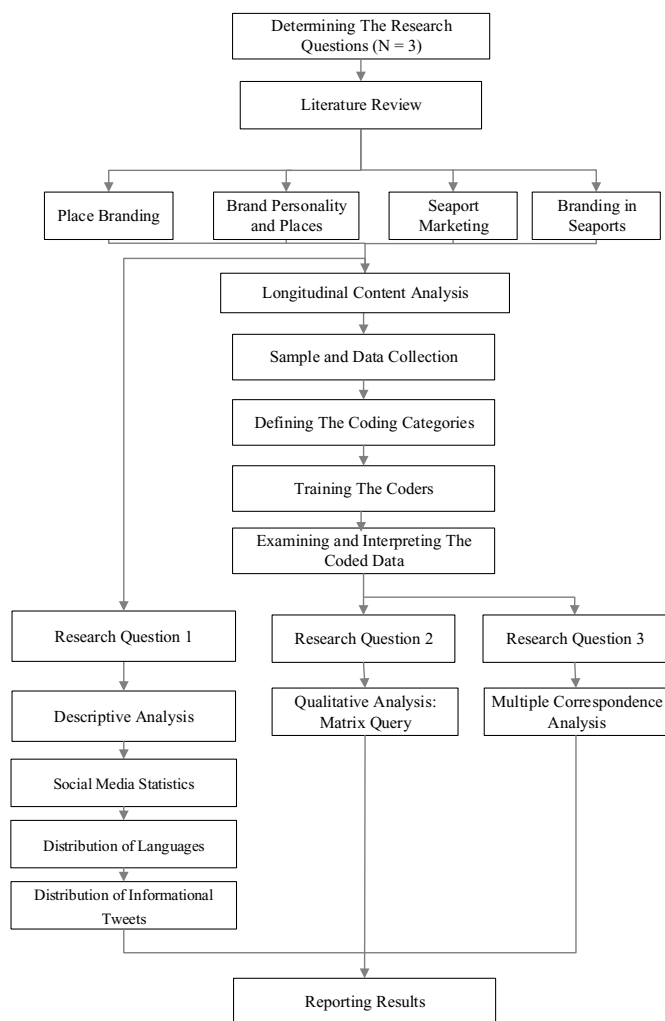 Determining The Research
Questions (N = 3)
Literature Review
Place Branding
Brand Personality
and Places
Seaport
Marketing
Branding in
Seaports
Longitudinal Content Analysis
Sample and Data Collection
Defining The Coding Categories
Training The Coders
Examining and Interpreting The
Coded Data
Research Question 1
Research Question 2
Research Question 3
Descriptive Analysis
Qualitative Analysis:
Matrix Query
Multiple Correspondence
Analysis
Social Media Statistics
Distribution of Languages
Distribution of Informational
Tweets
Reporting Results